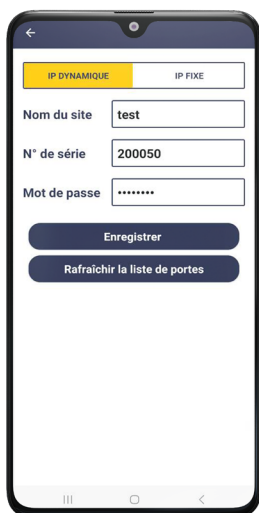 IP DYNAMIQUE IP FIXE
Nom du site test
N° de série 200050
Mot de passe ••••••••
Enregistrer
Rafraîchir la liste de portes